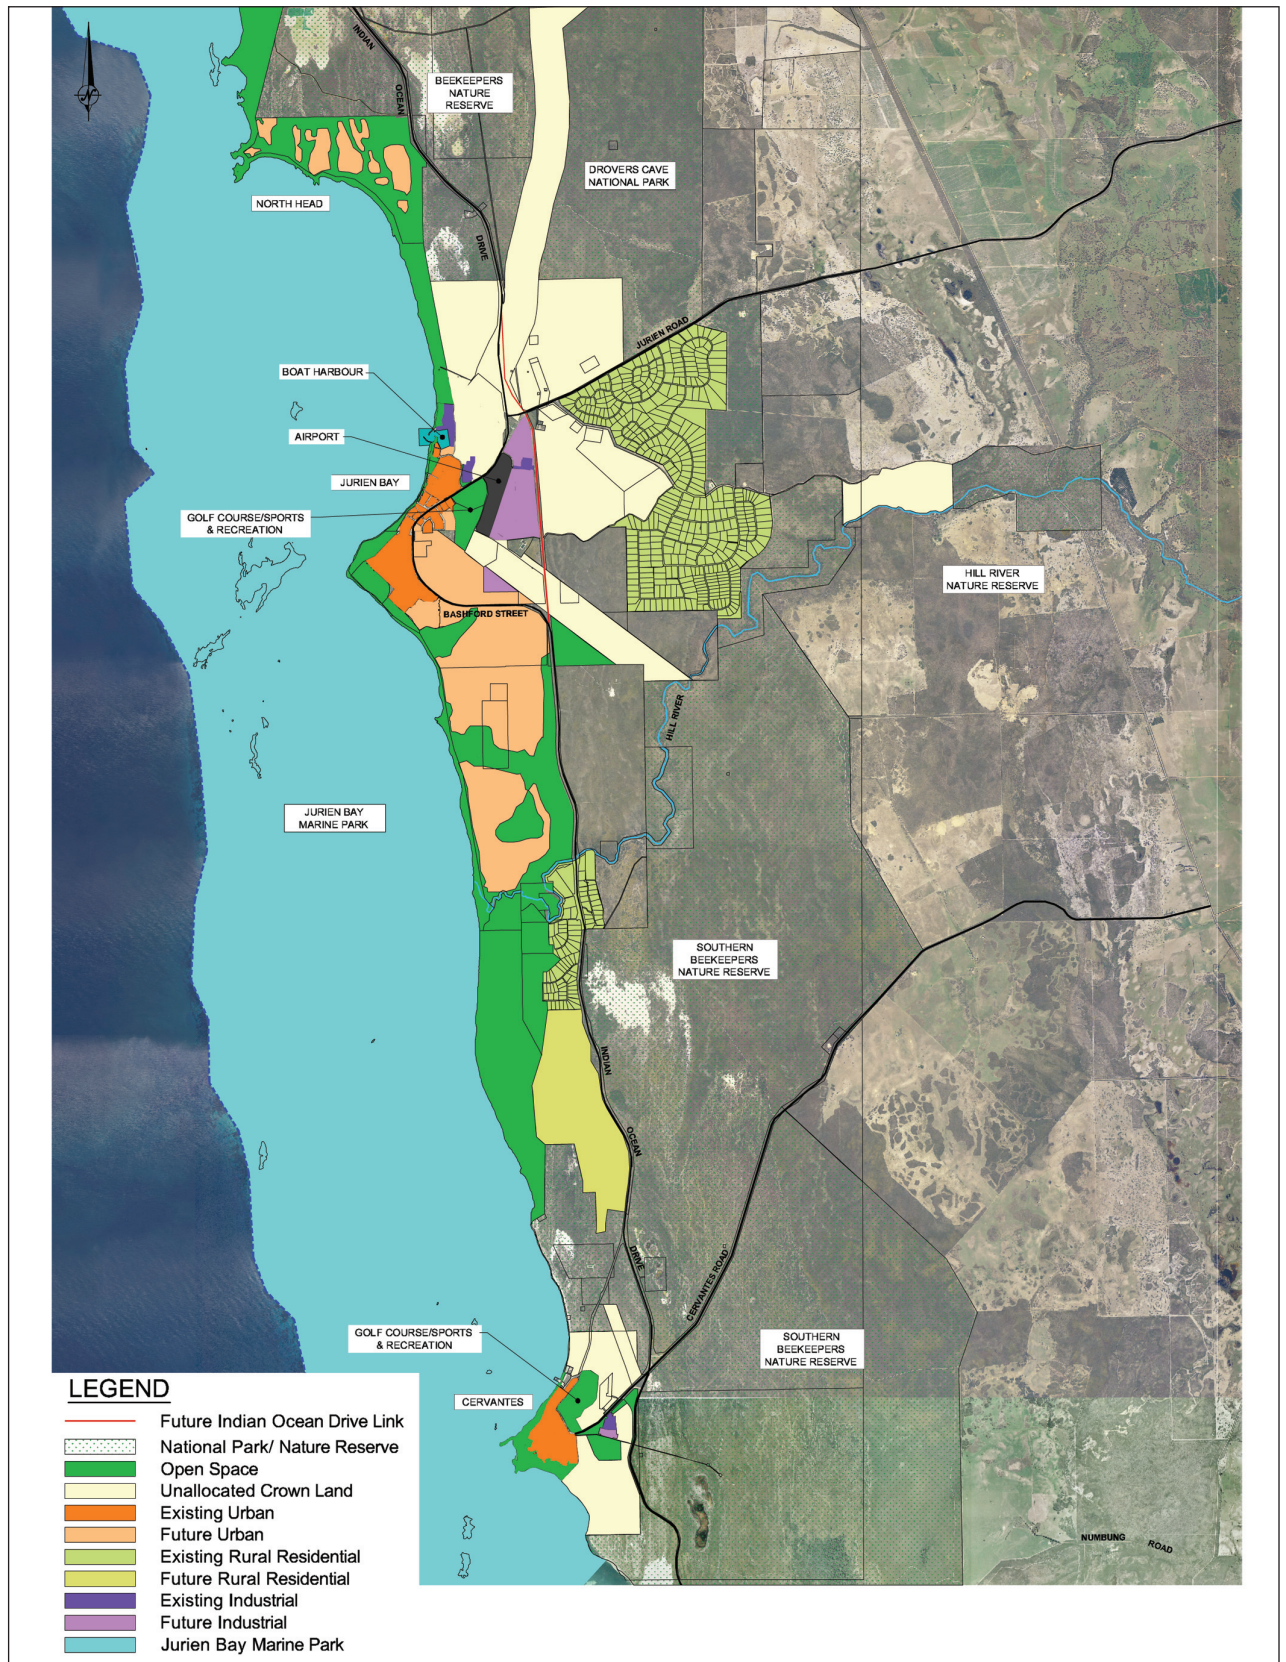 N
INDIAN
OCEAN
DRIVE
BEEKEEPERS
NATURE
RESERVE
DROVERS CAVE
NATIONAL PARK
NORTH HEAD
JURIEN ROAD
BOAT HARBOUR
AIRPORT
JURIEN BAY
GOLF COURSE/SPORTS
& RECREATION
HILL RIVER
NATURE RESERVE
BASHFORD STREET
HILL RIVER
JURIEN BAY
MARINE PARK
SOUTHERN
BEEKEEPERS
NATURE RESERVE
INDIAN
OCEAN
DRIVE
CERVANTES ROAD
GOLF COURSE/SPORTS
& RECREATION
SOUTHERN
BEEKEEPERS
NATURE RESERVE
CERVANTES
NUMBUNG
ROAD
LEGEND
Future Indian Ocean Drive Link
National Park/ Nature Reserve
Open Space
Unallocated Crown Land
Existing Urban
Future Urban
Existing Rural Residential
Future Rural Residential
Existing Industrial
Future Industrial
Jurien Bay Marine Park